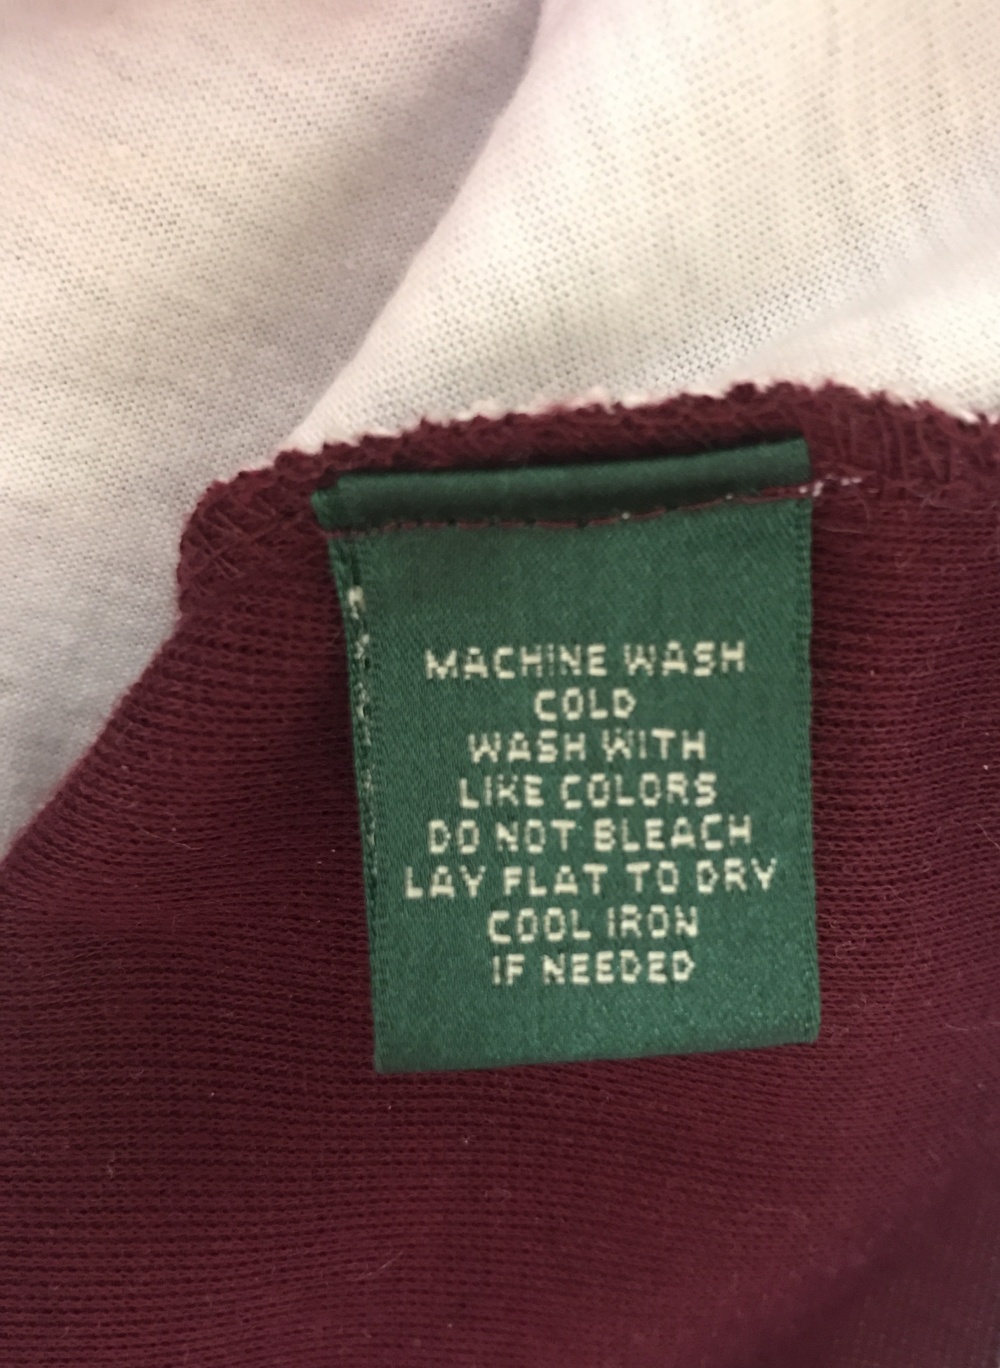 MACHINE WASH
COLD
WASH WITH
LIKE COLORS
DO NOT BLEACH
LAY FLAT TO DRY
COOL IRON
IF NEEDED